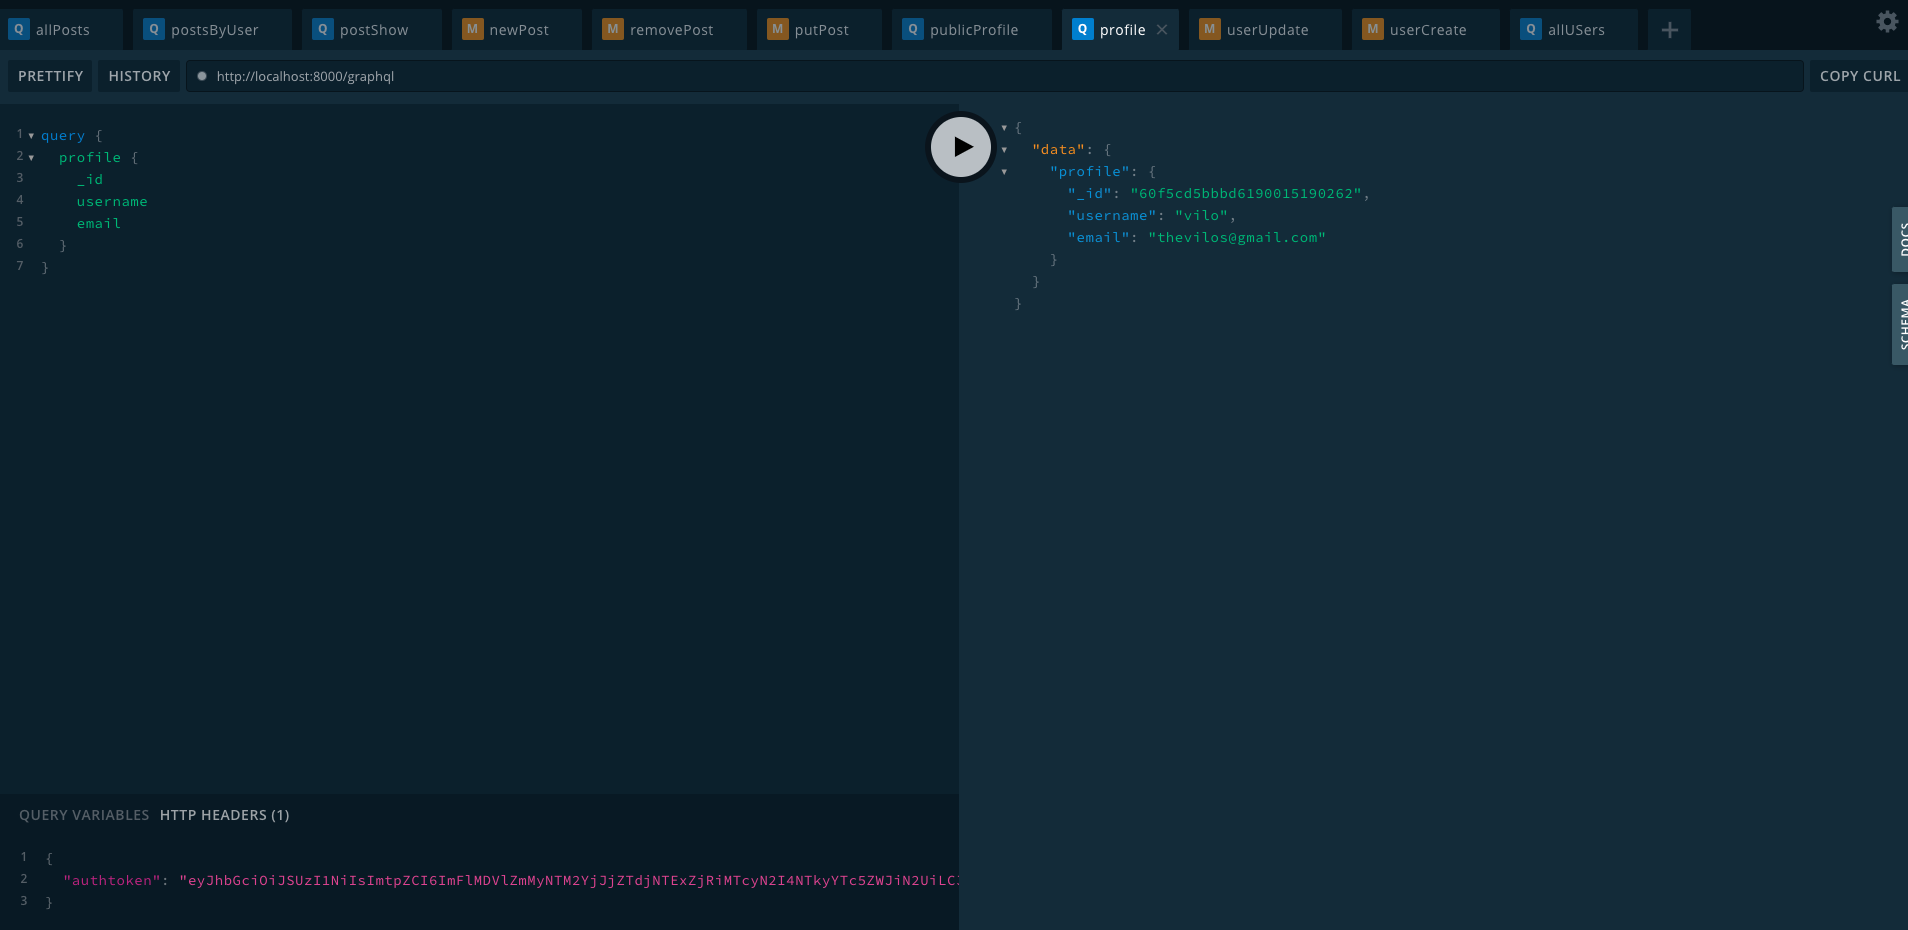 Q allPosts Q postsByUser Q postShow M newPost M removePost M putPost Q publicProfile Q profile M userUpdate M userCreate Q allUSers
PRETTIFY HISTORY http://localhost:8000/graphql COPY CURL
1 query {
2 profile {
3 _id
4 username
5 email
6 }
7 }
{
"data": {
"profile": {
"_id": "60f5cd5bbbd6190015190262",
"username": "vilo",
"email": "thevilos@gmail.com"
}
}
}
DOCS
SCHEMA
QUERY VARIABLES HTTP HEADERS (1)
1 {
2 "authtoken": "eyJhbGciOiJSUzI1NiIsImtpZCI6ImFlMDVlZmMyNTM2YjJjZTdjNTExZjRiMTcyN2I4NTkyYTc5ZWJiN2UiLC
3 }